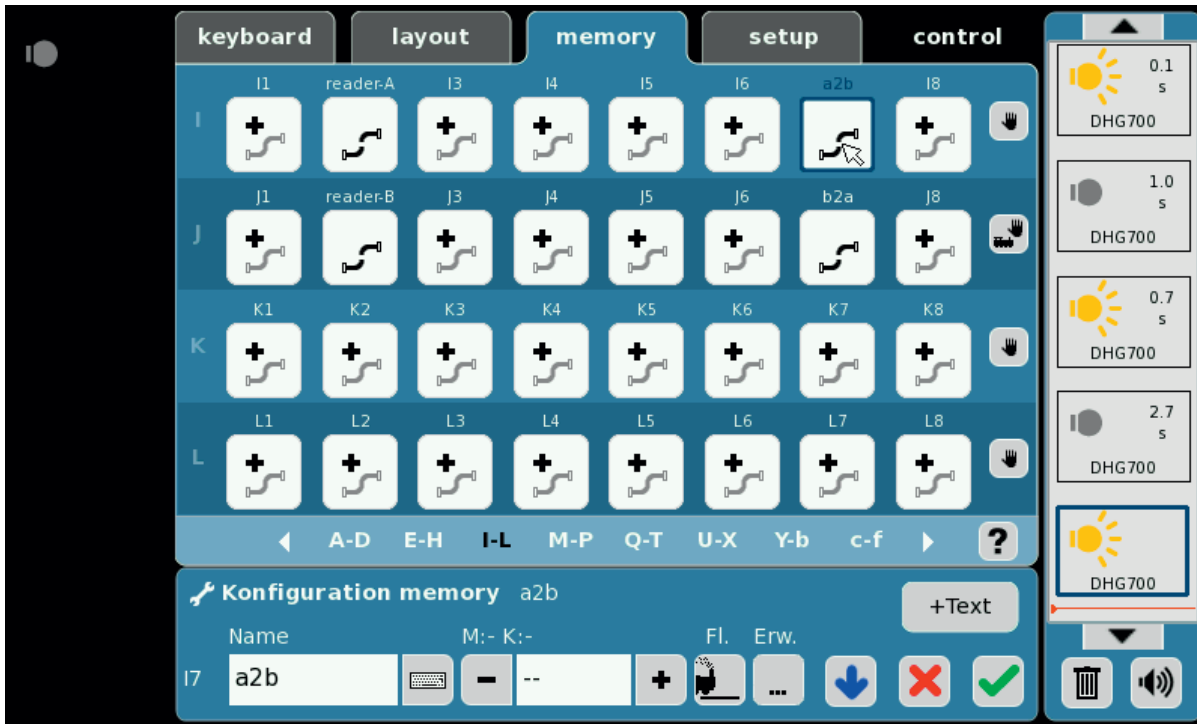 keyboard layout memory setup control
I1 reader-A I3 I4 I5 I6 a2b I8
I
J1 reader-B J3 J4 J5 J6 b2a J8
J
K1 K2 K3 K4 K5 K6 K7 K8
K
L1 L2 L3 L4 L5 L6 L7 L8
L
A-D E-H I-L M-P Q-T U-X Y-b c-f ?
Konfiguration memory a2b
+Text
Name M:- K:- Fl. Erw.
I7 a2b - -- + ...
0.1
s
DHG700
1.0
s
DHG700
0.7
s
DHG700
2.7
s
DHG700
DHG700